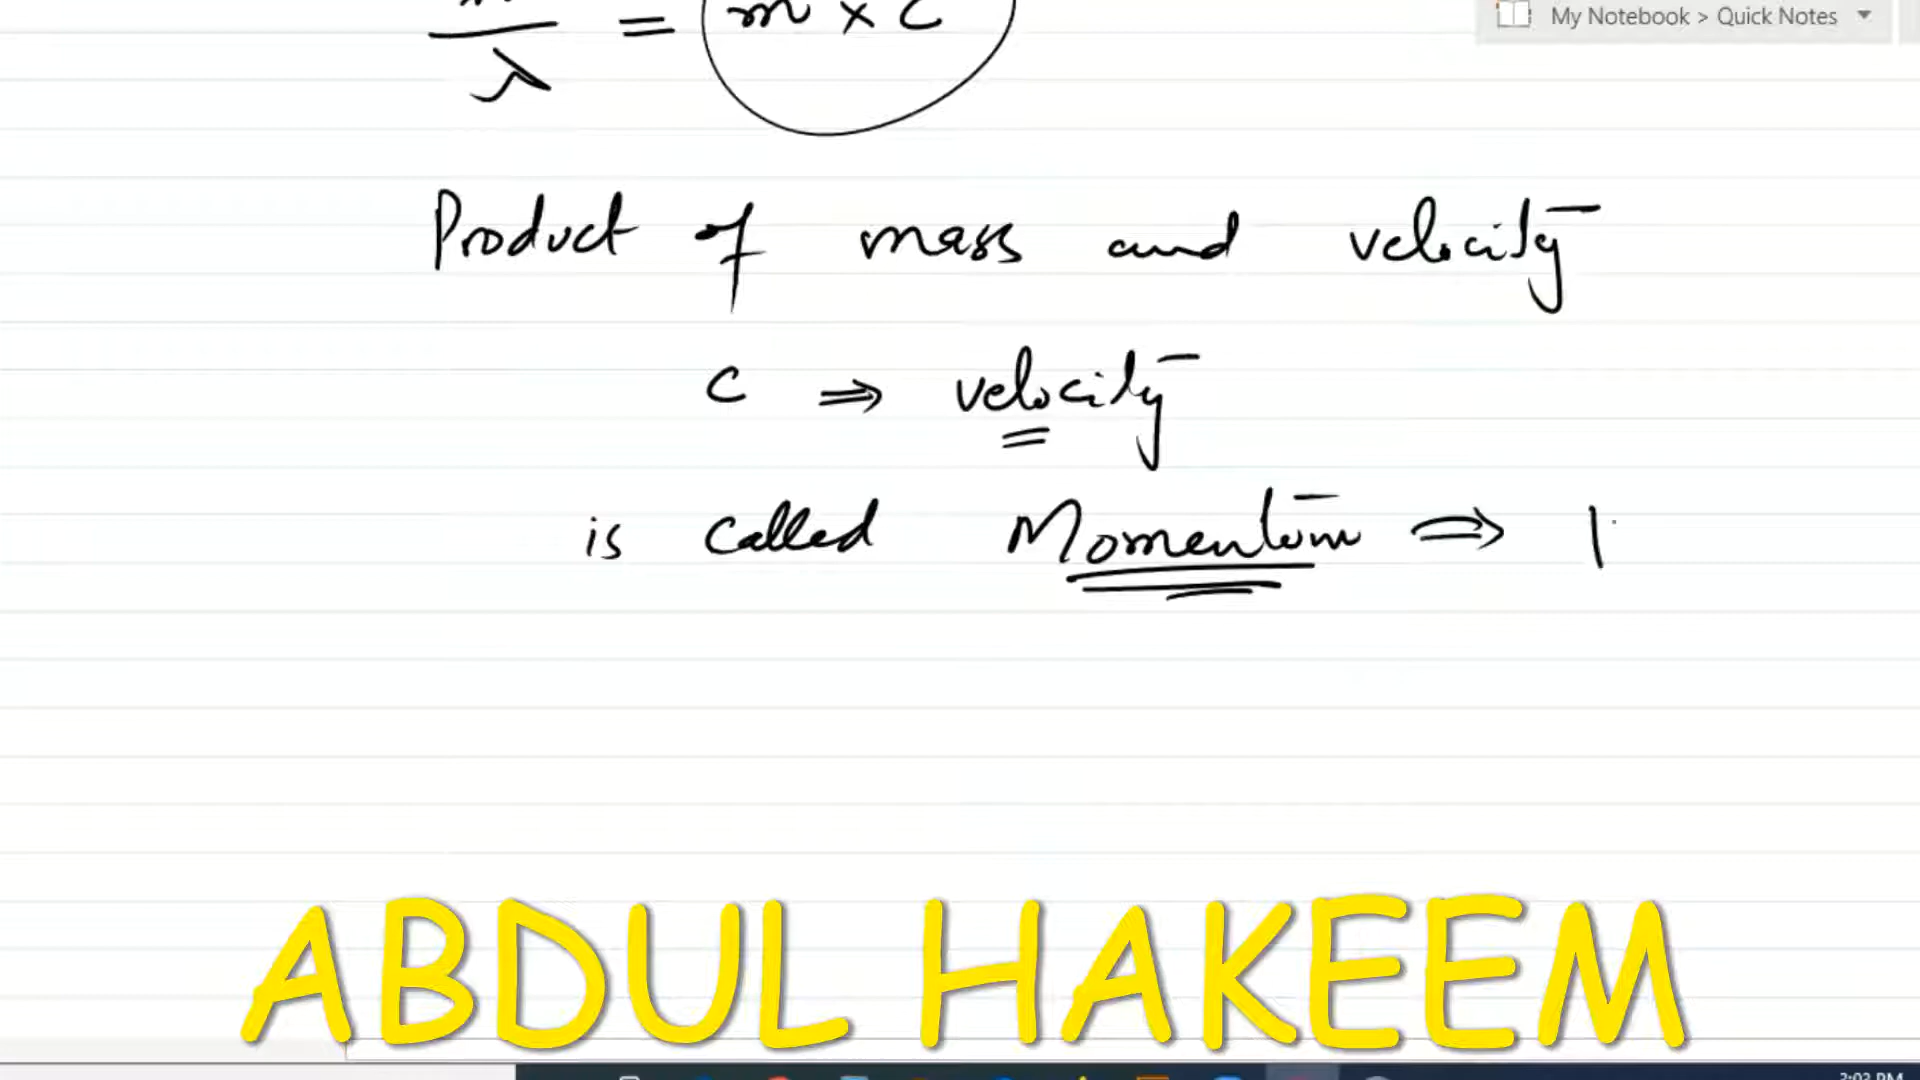 My Notebook > Quick Notes
λ = m × c
Product of mass and velocity
c ⇒ velocity
is called Momentum ⇒
ABDUL HAKEEM